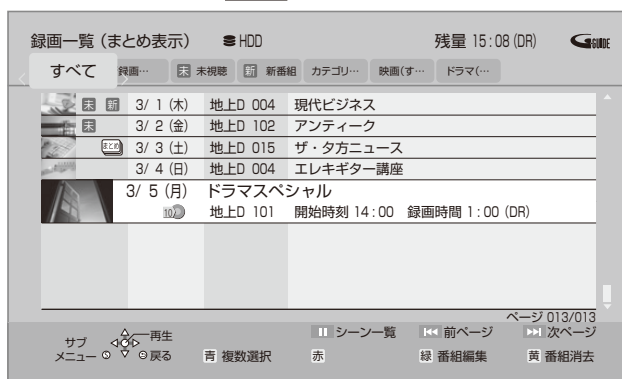 録画一覧 (まとめ表示) HDD 残量 15:08 (DR) G GUIDE
すべて 録画… 未 未視聴 新 新番組 カテゴリ… 映画(す… ドラマ(…
未 新 3/ 1 (木) 地上D 004 現代ビジネス
未 3/ 2 (金) 地上D 102 アンティーク
まとめ 3/ 3 (土) 地上D 015 ザ・夕方ニュース
3/ 4 (日) 地上D 004 エレキギター講座
3/ 5 (月) ドラマスペシャル
10 地上D 101 開始時刻 14:00 録画時間 1:00 (DR)
ページ 013/013
サブ 再生 シーン一覧 前ページ 次ページ
メニュー S 戻る 青 複数選択 赤 緑 番組編集 黄 番組消去